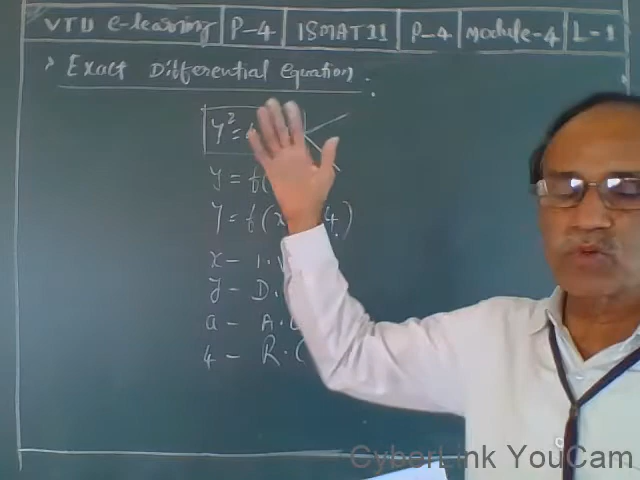 VTU e-learning | P-4 | 18MAT11 | P-4 | Module-4 | L-1
> Exact Differential Equation :
y² =
y = f(
y = f(x 4)
x - I.V
y - D.
a - A.
4 - R.C
CyberLink YouCam